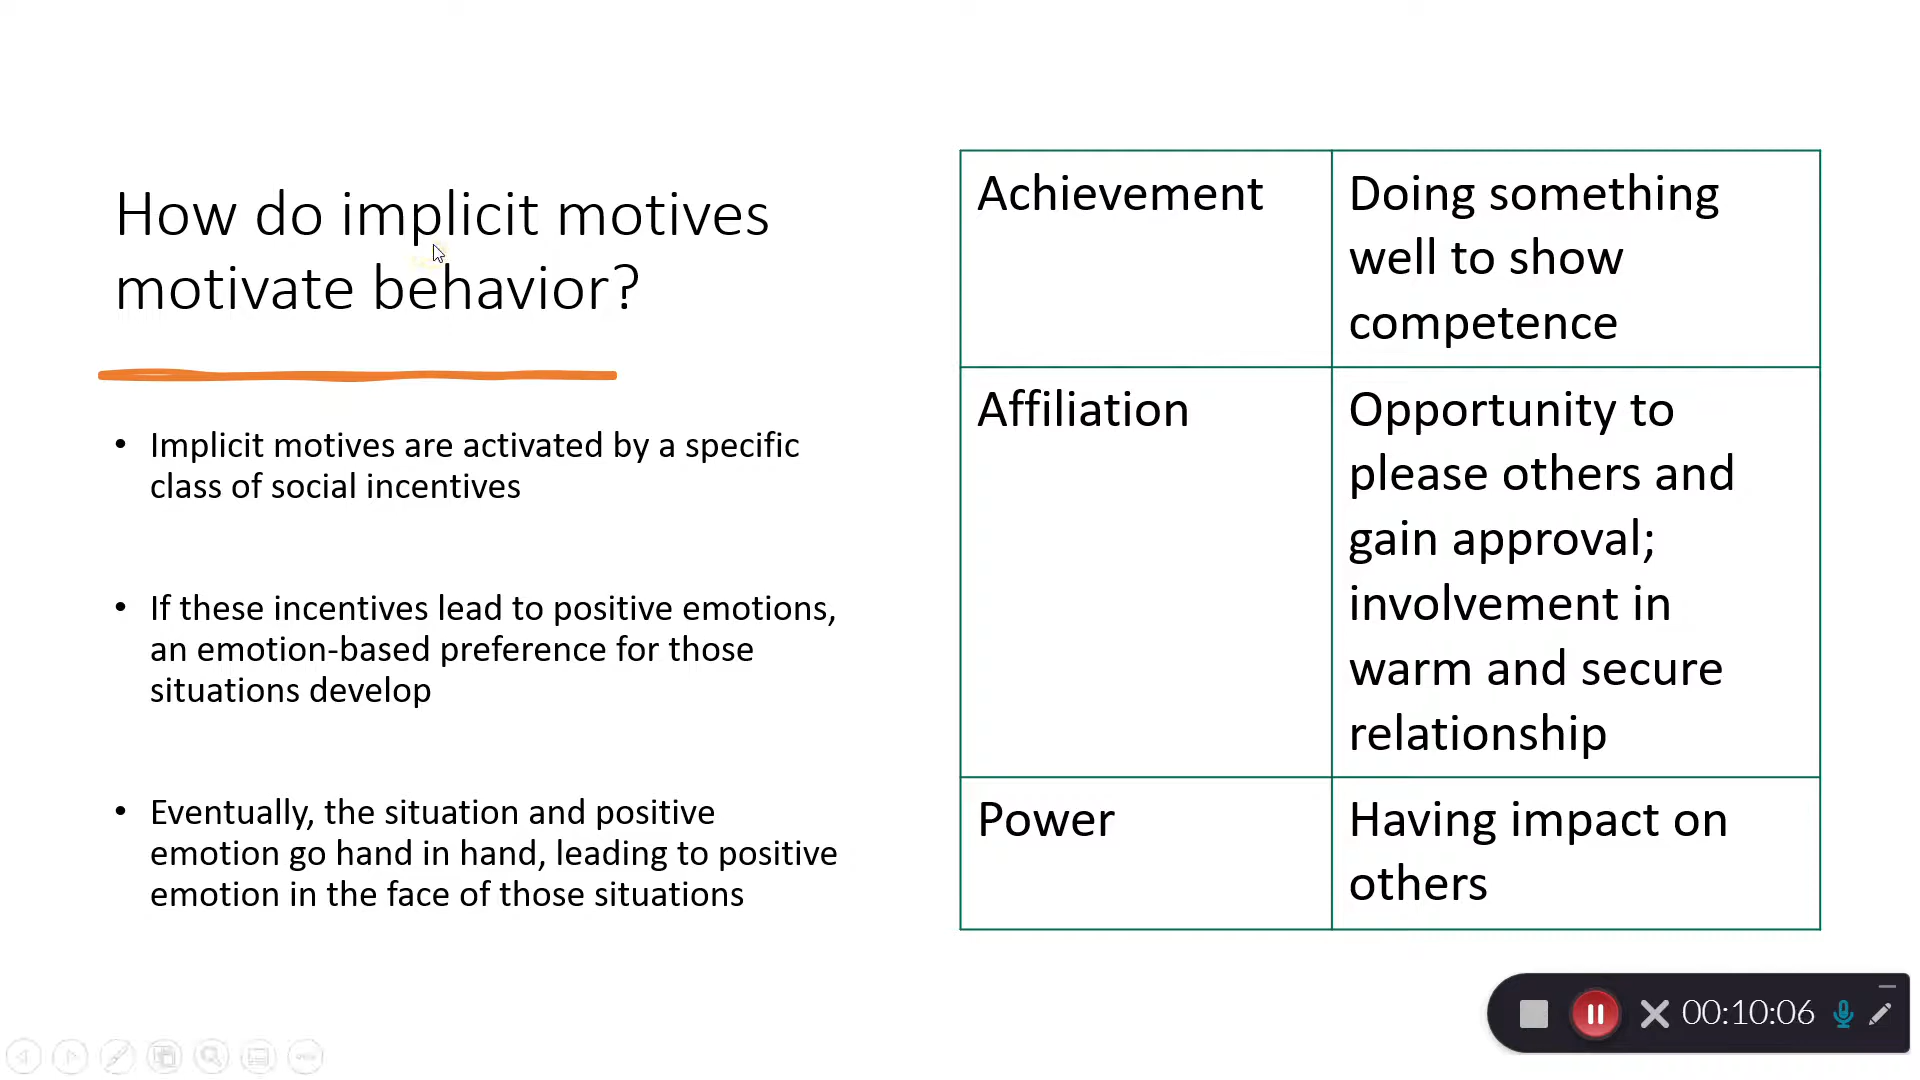 How do implicit motives
motivate behavior?
• Implicit motives are activated by a specific
class of social incentives
• If these incentives lead to positive emotions,
an emotion-based preference for those
situations develop
• Eventually, the situation and positive
emotion go hand in hand, leading to positive
emotion in the face of those situations
Achievement
Doing something
well to show
competence
Affiliation
Opportunity to
please others and
gain approval;
involvement in
warm and secure
relationship
Power
Having impact on
others
00:10:06